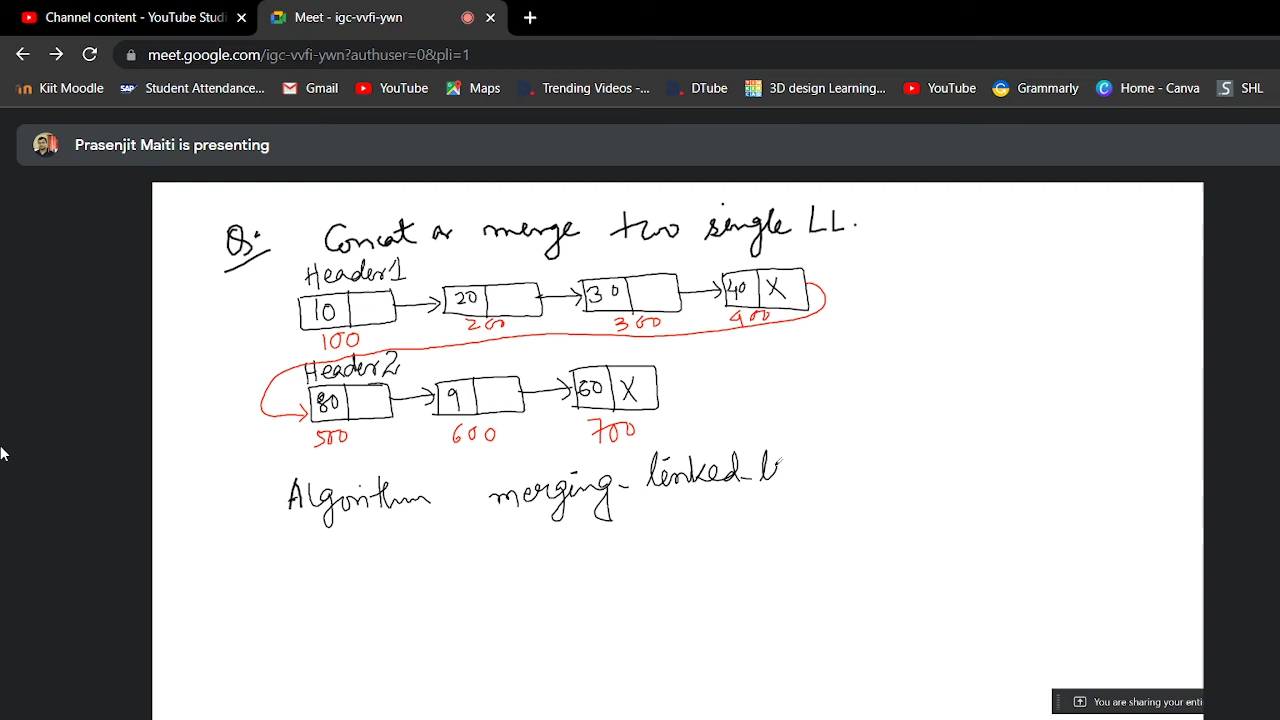 Channel content - YouTube Studi
Meet - igc-vvfi-ywn
meet.google.com/igc-vvfi-ywn?authuser=0&pli=1
Kiit Moodle SAP Student Attendance... Gmail YouTube Maps Trending Videos -... DTube 3D design Learning... YouTube Grammarly Home - Canva SHL
Prasenjit Maiti is presenting
Qs: Concat or merge two single LL.
Header1
10 20 30 40 X
100 200 300 400
Header2
80 9 60 X
500 600 700
Algorithm merging_linked_l
You are sharing your enti